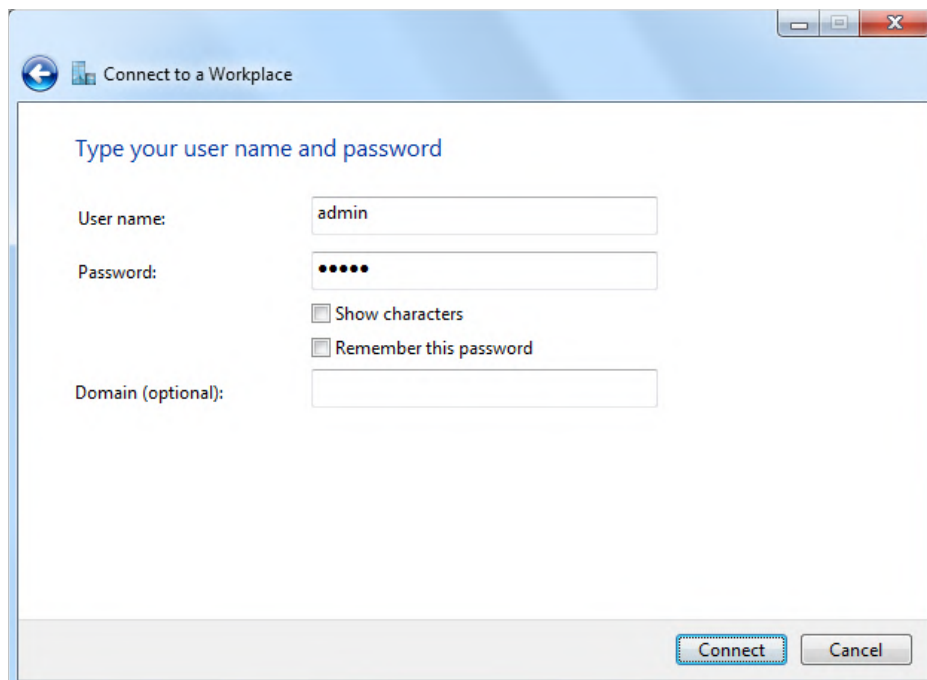 Connect to a Workplace
Type your user name and password
User name:
admin
Password:
•••••
Show characters
Remember this password
Domain (optional):
Connect
Cancel